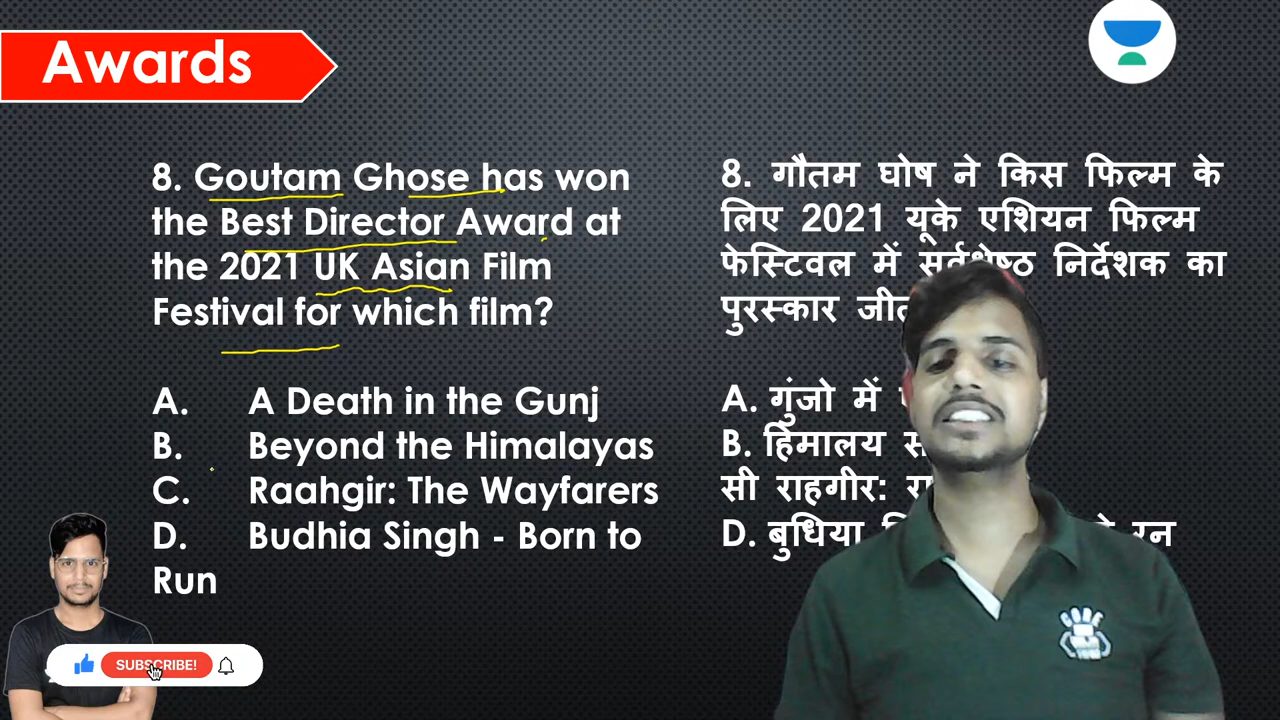 Awards
8. Goutam Ghose has won
the Best Director Award at
the 2021 UK Asian Film
Festival for which film?
A. A Death in the Gunj
B. Beyond the Himalayas
C. Raahgir: The Wayfarers
D. Budhia Singh - Born to
Run
8. गौतम घोष ने किस फिल्म के
लिए 2021 यूके एशियन फिल्म
फेस्टिवल में सर्वश्रेष्ठ निर्देशक का
पुरस्कार
A. गुंजो में
B. हिमालय
सी राहगीर:
D. बुधिया रन
SUBSCRIBE!
CODE